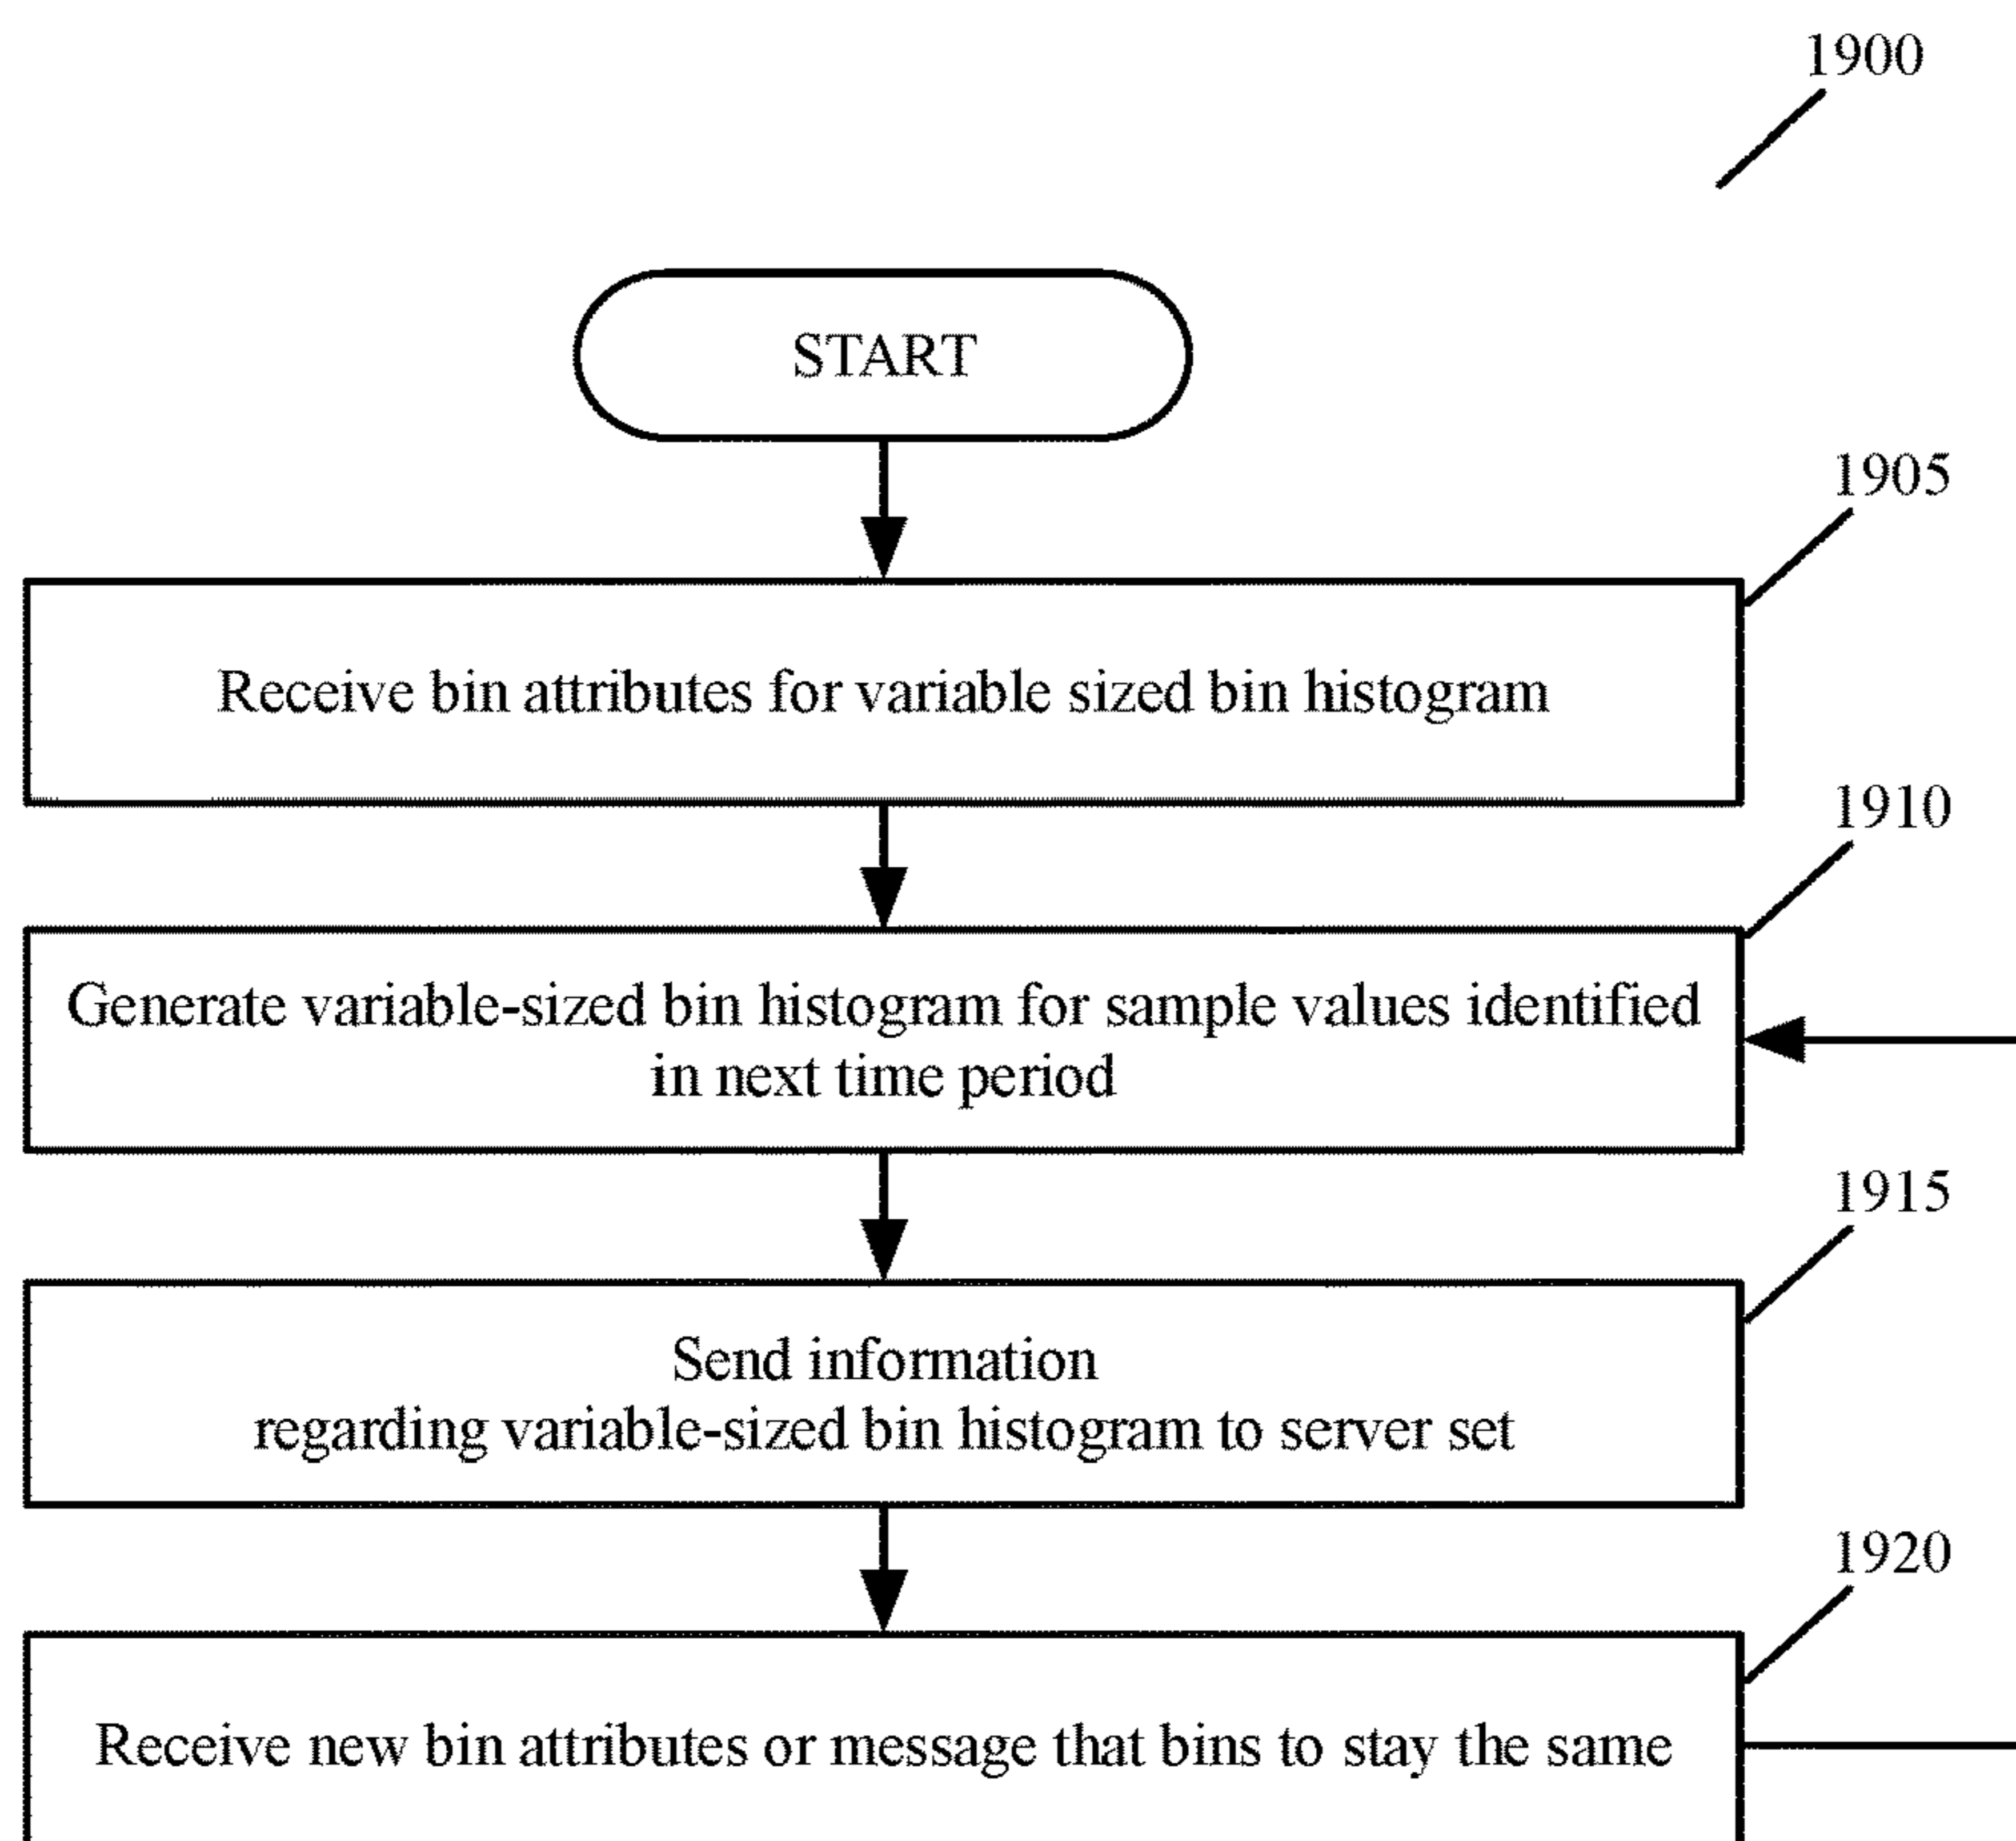 1900
START
1905
Receive bin attributes for variable sized bin histogram
1910
Generate variable-sized bin histogram for sample values identified
in next time period
1915
Send information
regarding variable-sized bin histogram to server set
1920
Receive new bin attributes or message that bins to stay the same